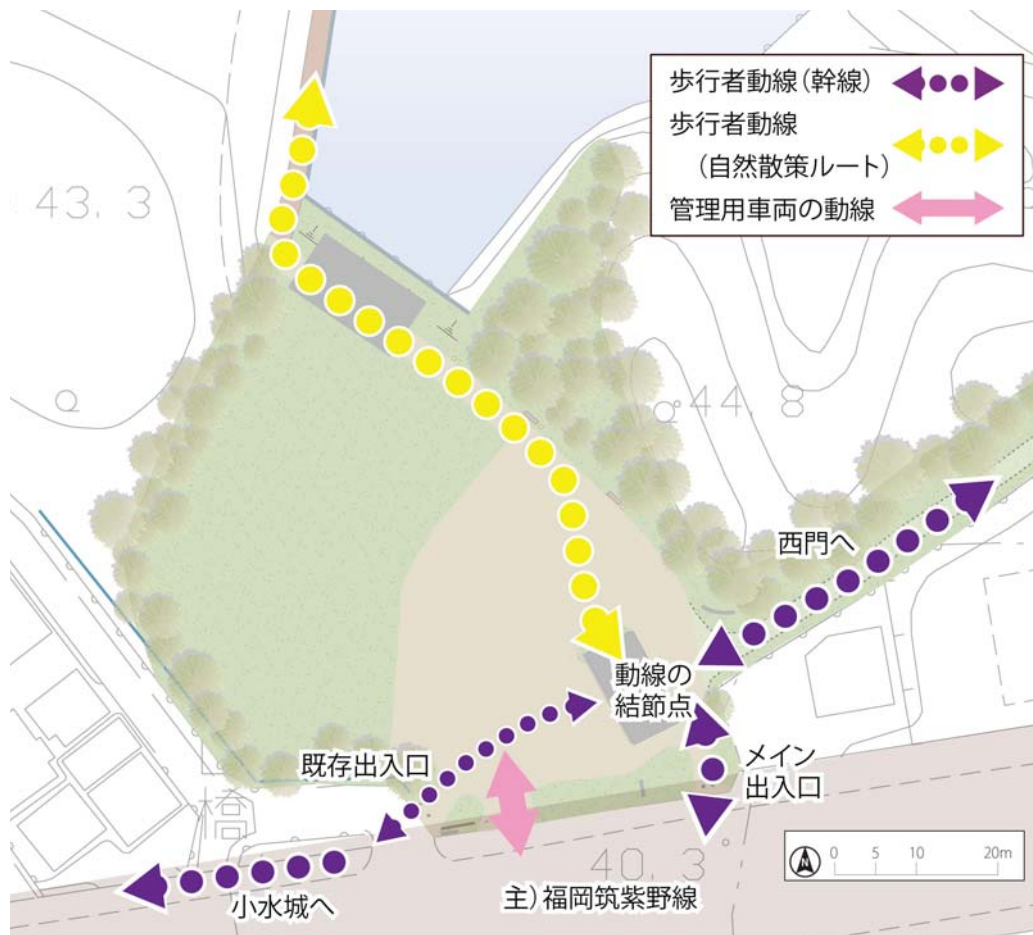 歩行者動線（幹線）
歩行者動線
（自然散策ルート）
管理用車両の動線
43. 3
44. 8
西門へ
動線の
結節点
既存出入口
メイン
出入口
橋
40. 3
小水城へ
主）福岡筑紫野線
N
0 5 10 20m